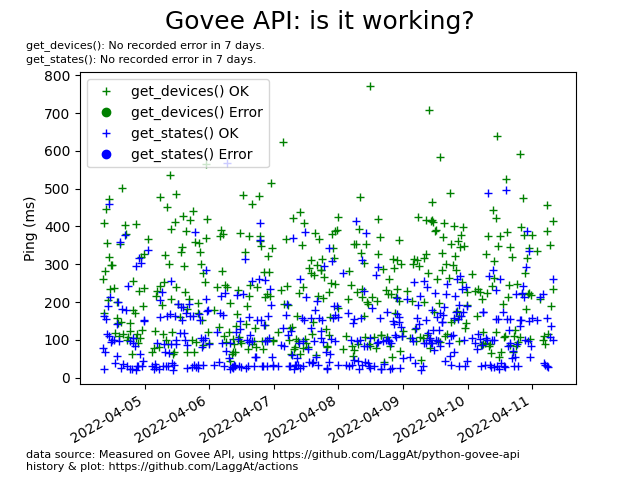 Govee API: is it working?
get_devices(): No recorded error in 7 days.
get_states(): No recorded error in 7 days.
800
700
600
500
400
300
200
100
0
Ping (ms)
get_devices() OK
get_devices() Error
get_states() OK
get_states() Error
2022-04-05
2022-04-06
2022-04-07
2022-04-08
2022-04-09
2022-04-10
2022-04-11
data source: Measured on Govee API, using https://github.com/LaggAt/python-govee-api
history & plot: https://github.com/LaggAt/actions